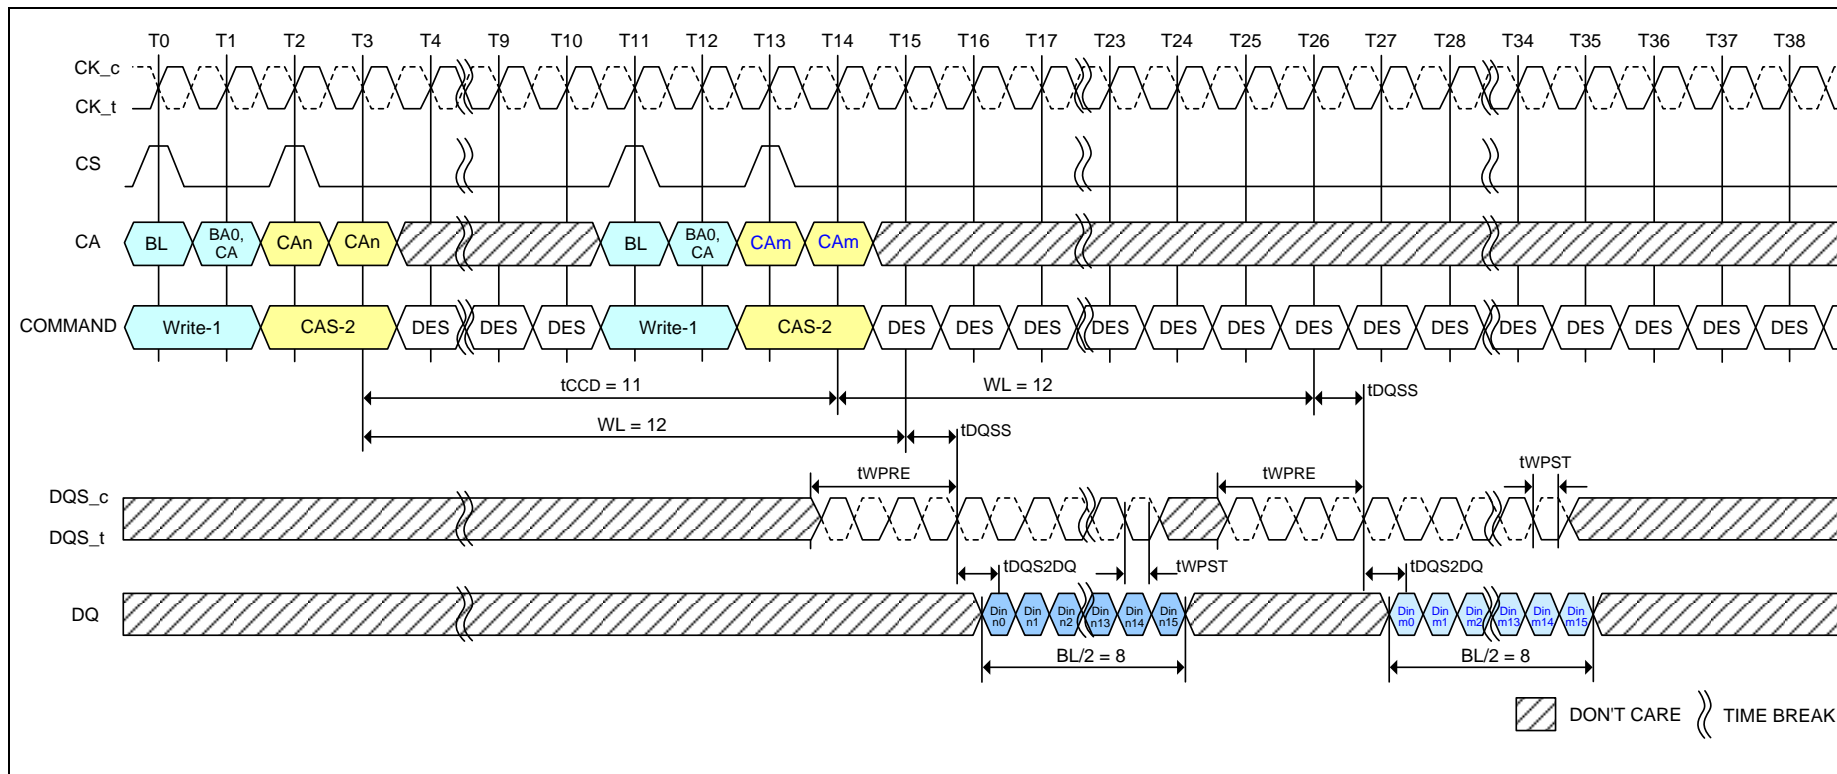 T0 T1 T2 T3 T4 T9 T10 T11 T12 T13 T14 T15 T16 T17 T23 T24 T25 T26 T27 T28 T34 T35 T36 T37 T38
CK_c
CK_t
CS
CA BL BA0, CA CAn CAn BL BA0, CA CAm CAm
COMMAND Write-1 CAS-2 DES DES DES Write-1 CAS-2 DES DES DES DES DES DES DES DES DES DES DES DES DES DES
tCCD = 11 WL = 12 tDQSS
WL = 12 tDQSS
tWPRE tWPRE tWPST
DQS_c
DQS_t
tDQS2DQ tWPST tDQS2DQ
DQ Din n0 Din n1 Din n2 Din n13 Din n14 Din n15 Din m0 Din m1 Din m2 Din m13 Din m14 Din m15
BL/2 = 8 BL/2 = 8
DON'T CARE TIME BREAK